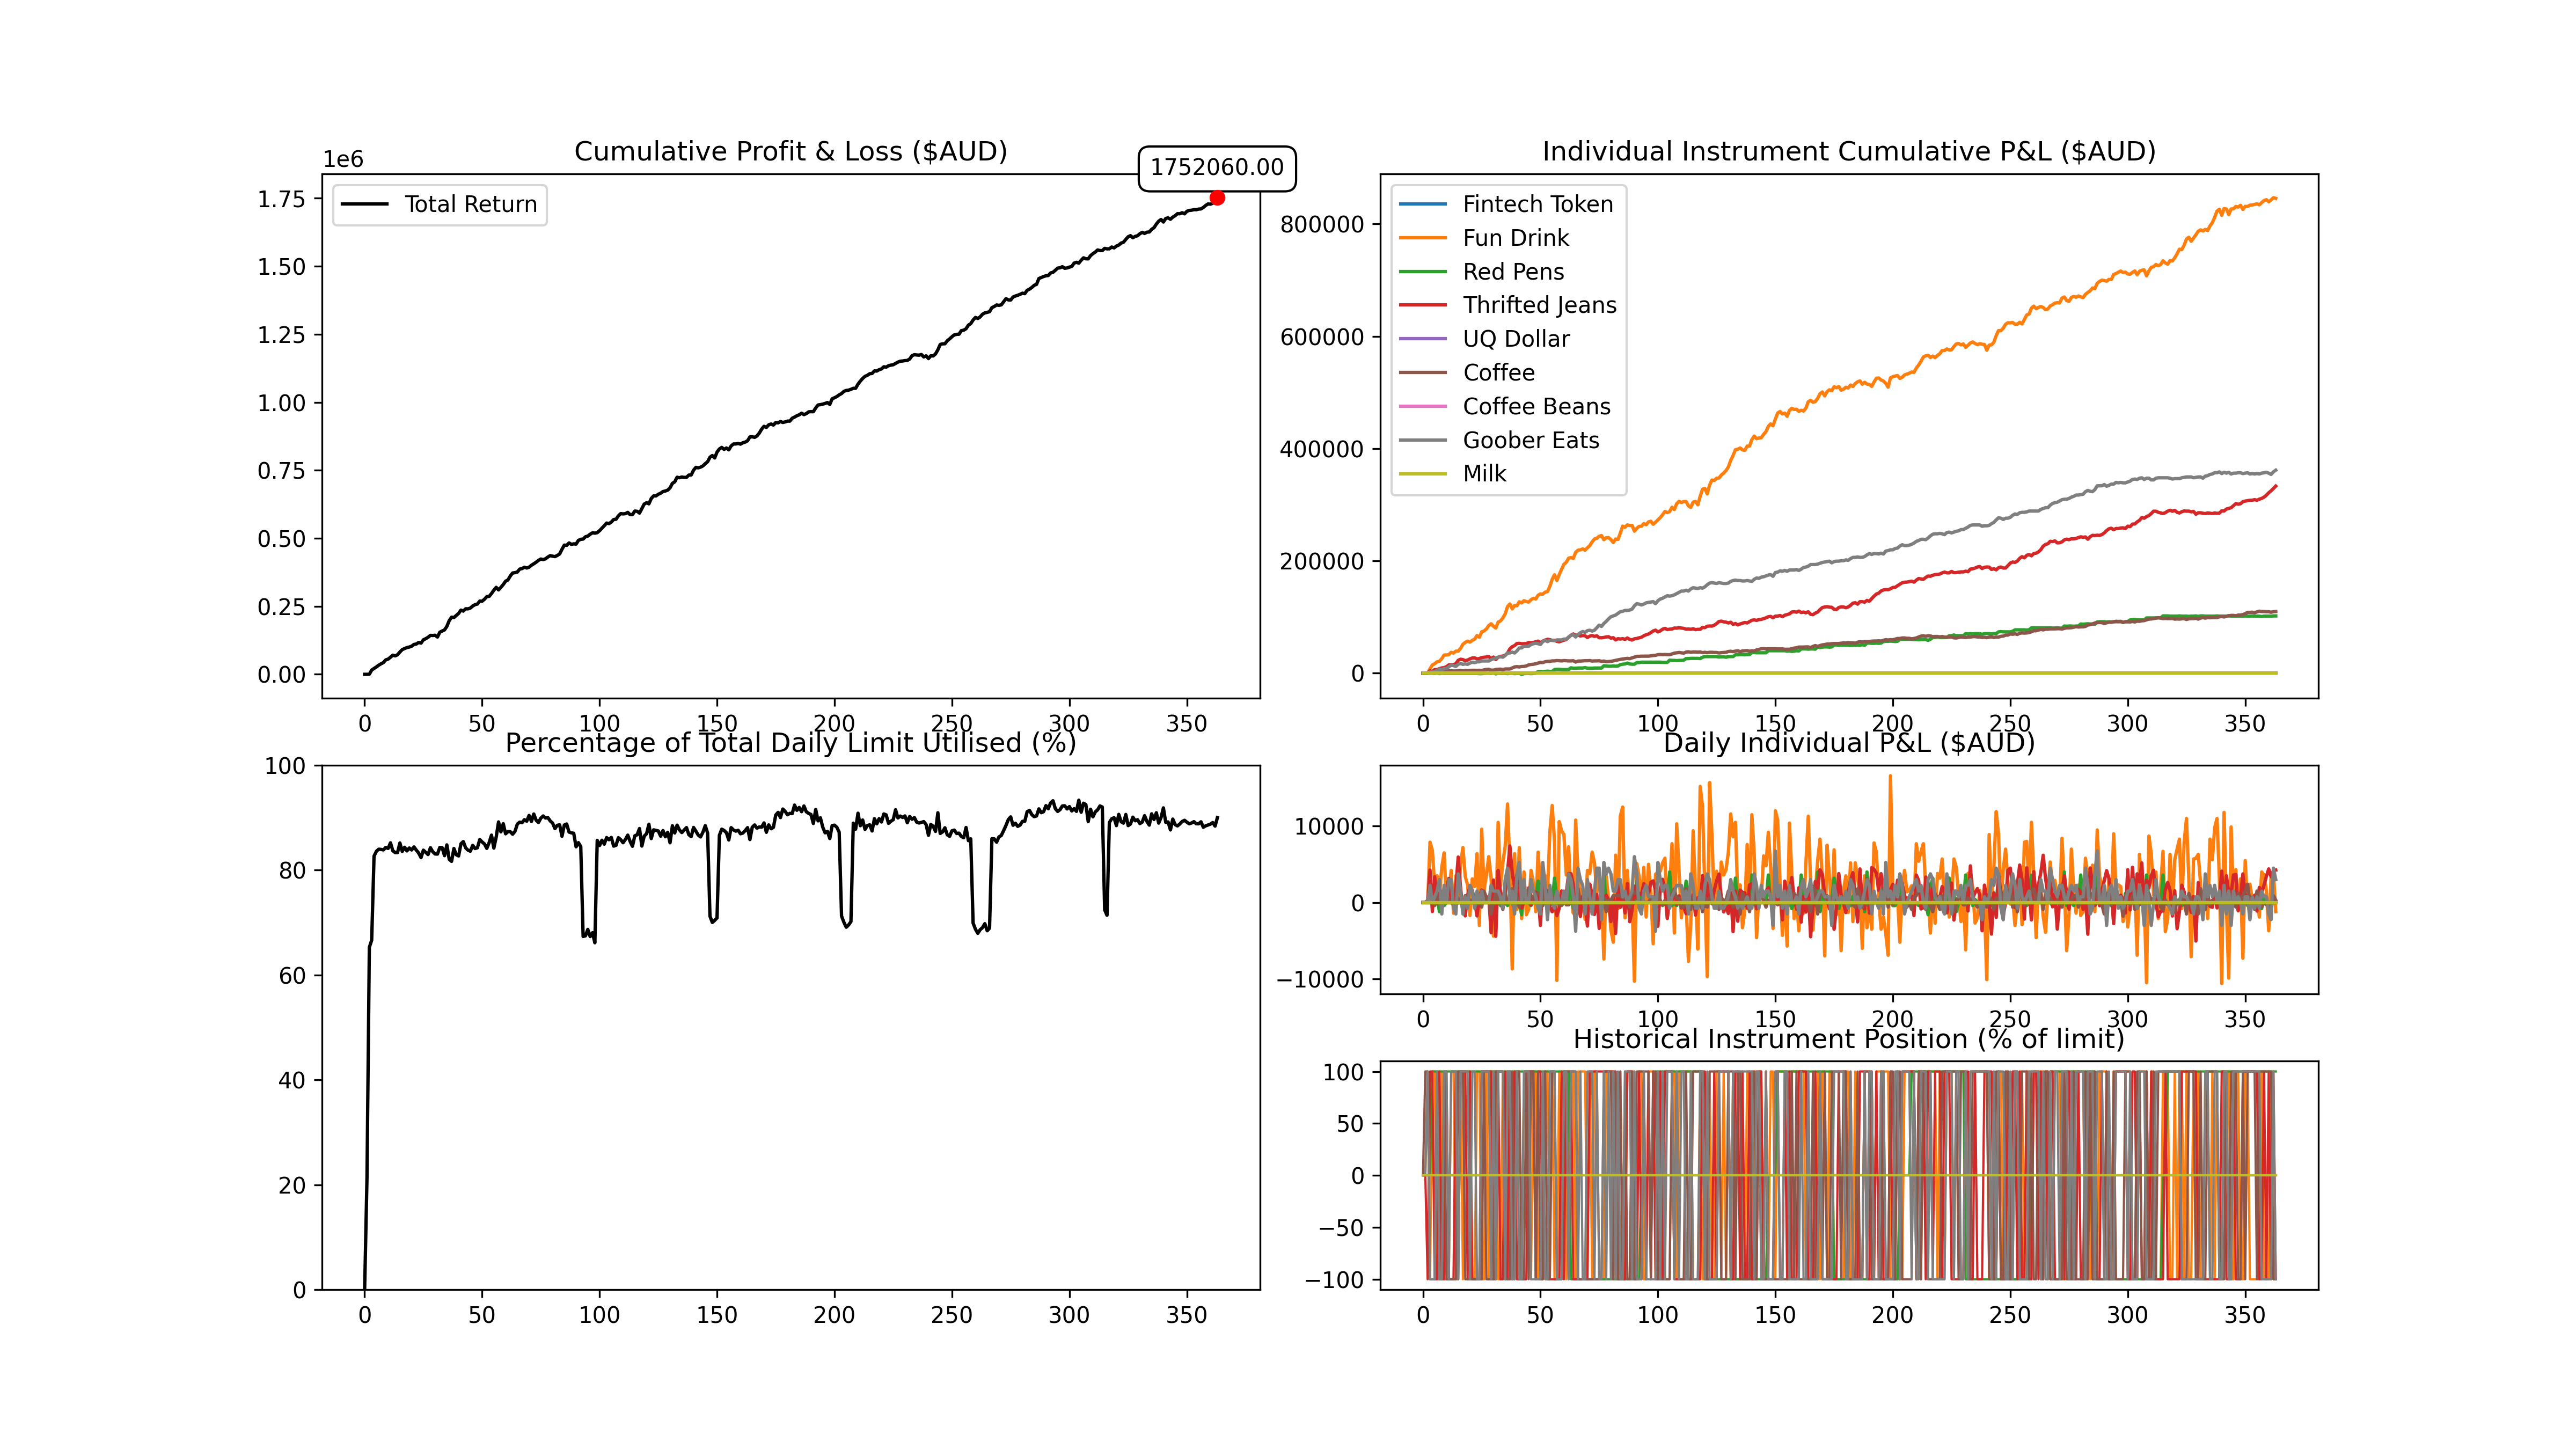 Cumulative Profit & Loss ($AUD)
1e6
1752060.00
Total Return
1.75
1.50
1.25
1.00
0.75
0.50
0.25
0.00
0 50 100 150 200 250 300 350
Individual Instrument Cumulative P&L ($AUD)
Fintech Token
Fun Drink
Red Pens
Thrifted Jeans
UQ Dollar
Coffee
Coffee Beans
Goober Eats
Milk
800000
600000
400000
200000
0
0 50 100 150 200 250 300 350
Percentage of Total Daily Limit Utilised (%)
100
80
60
40
20
0
0 50 100 150 200 250 300 350
Daily Individual P&L ($AUD)
10000
0
−10000
0 50 100 150 200 250 300 350
Historical Instrument Position (% of limit)
100
50
0
−50
−100
0 50 100 150 200 250 300 350